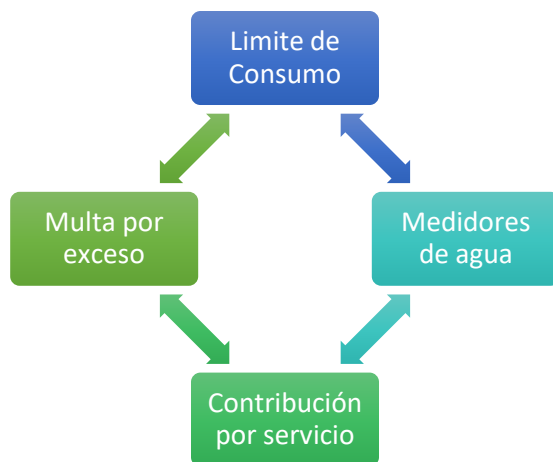 Limite de
Consumo
Multa por
exceso
Medidores
de agua
Contribución
por servicio